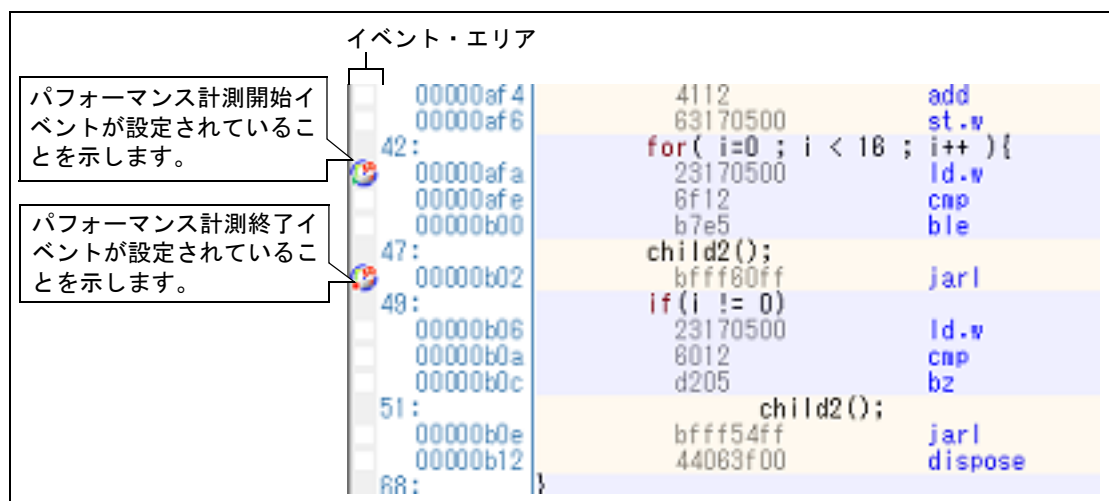 イベント・エリア
パフォーマンス計測開始イ
ベントが設定されているこ
とを示します。
パフォーマンス計測終了イ
ベントが設定されているこ
とを示します。
00000af4 4112 add
00000af6 63170500 st.w
42: for( i=0 ; i < 16 ; i++ ){
00000afa 23170500 ld.w
00000afe 6f12 cmp
00000b00 b7e5 ble
47: child2();
00000b02 bfff60ff jarl
49: if(i != 0)
00000b06 23170500 ld.w
00000b0a 6012 cmp
00000b0c d205 bz
51: child2();
00000b0e bfff54ff jarl
00000b12 44063f00 dispose
68: }